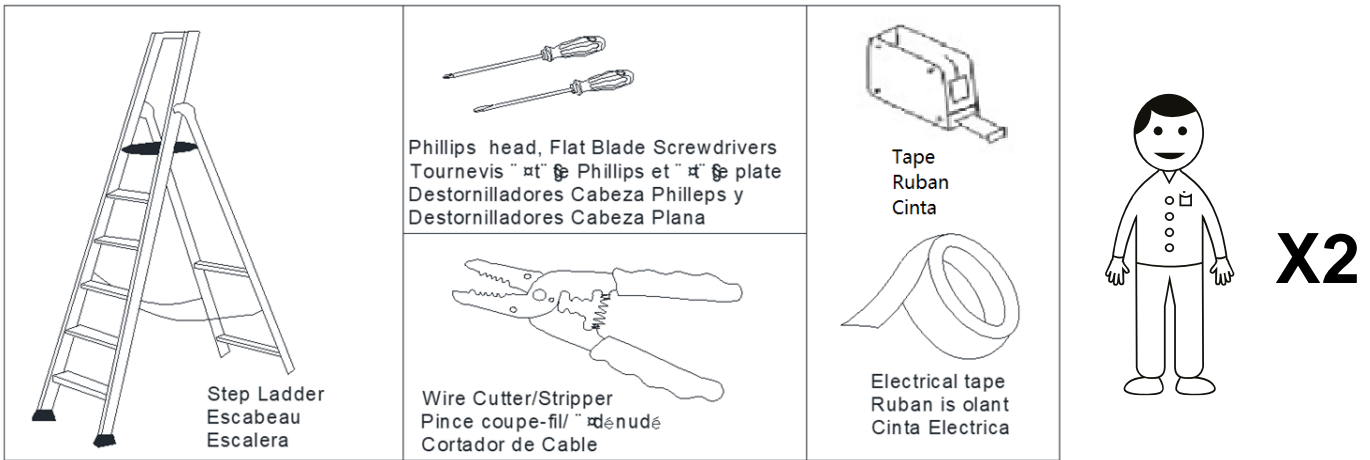 Step Ladder
Escabeau
Escalera
Phillips head, Flat Blade Screwdrivers
Tournevis Phillips et plate
Destornilladores Cabeza Philleps y
Destornilladores Cabeza Plana
Wire Cutter/Stripper
Pince coupe-fil/
Cortador de Cable
Tape
Ruban
Cinta
Electrical tape
Ruban is olant
Cinta Electrica
X2